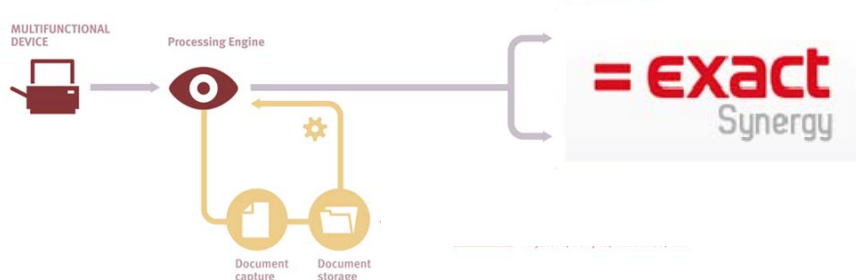 MULTIFUNCTIONAL
DEVICE
Processing Engine
= exact
Synergy
Document
capture
Document
storage